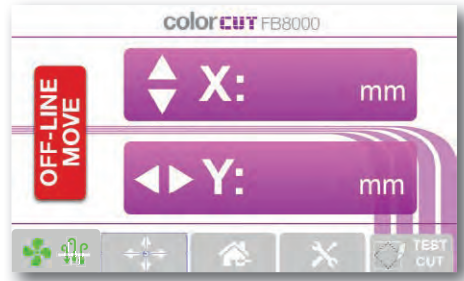 colorcut FB8000
OFF-LINE
MOVE
X: mm
Y: mm
TEST
CUT